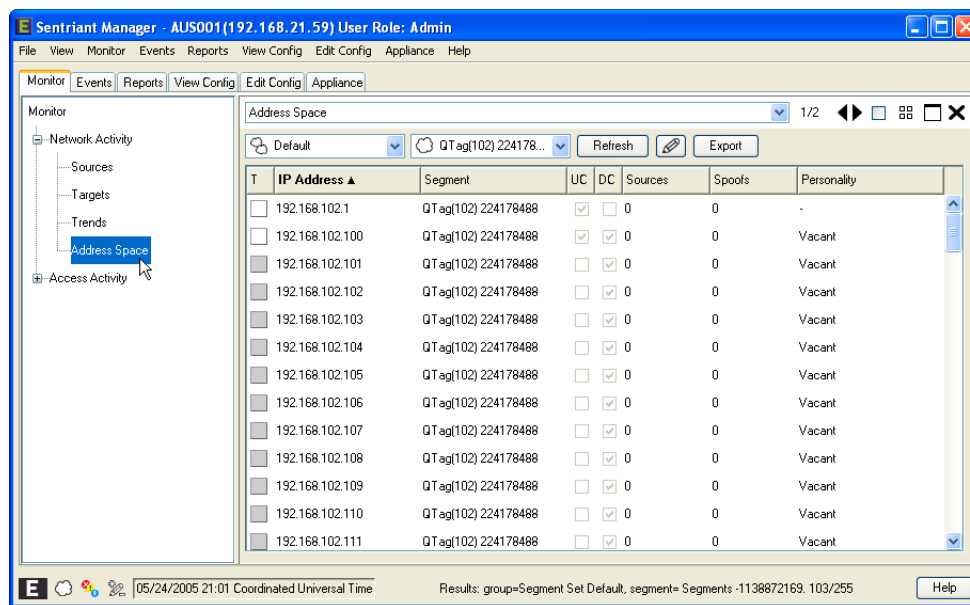 E Sentriant Manager - AUS001(192.168.21.59) User Role: Admin
File View Monitor Events Reports View Config Edit Config Appliance Help
Monitor Events Reports View Config Edit Config Appliance
Monitor
Network Activity
Sources
Targets
Trends
Address Space
Access Activity
Address Space 1/2
Default QTag(102) 224178... Refresh Export
T IP Address ▲ Segment UC DC Sources Spoofs Personality
192.168.102.1 QTag(102) 224178488 0 0 -
192.168.102.100 QTag(102) 224178488 0 0 Vacant
192.168.102.101 QTag(102) 224178488 0 0 Vacant
192.168.102.102 QTag(102) 224178488 0 0 Vacant
192.168.102.103 QTag(102) 224178488 0 0 Vacant
192.168.102.104 QTag(102) 224178488 0 0 Vacant
192.168.102.105 QTag(102) 224178488 0 0 Vacant
192.168.102.106 QTag(102) 224178488 0 0 Vacant
192.168.102.107 QTag(102) 224178488 0 0 Vacant
192.168.102.108 QTag(102) 224178488 0 0 Vacant
192.168.102.109 QTag(102) 224178488 0 0 Vacant
192.168.102.110 QTag(102) 224178488 0 0 Vacant
192.168.102.111 QTag(102) 224178488 0 0 Vacant
E 05/24/2005 21:01 Coordinated Universal Time Results: group=Segment Set Default, segment= Segments -1138872169. 103/255 Help